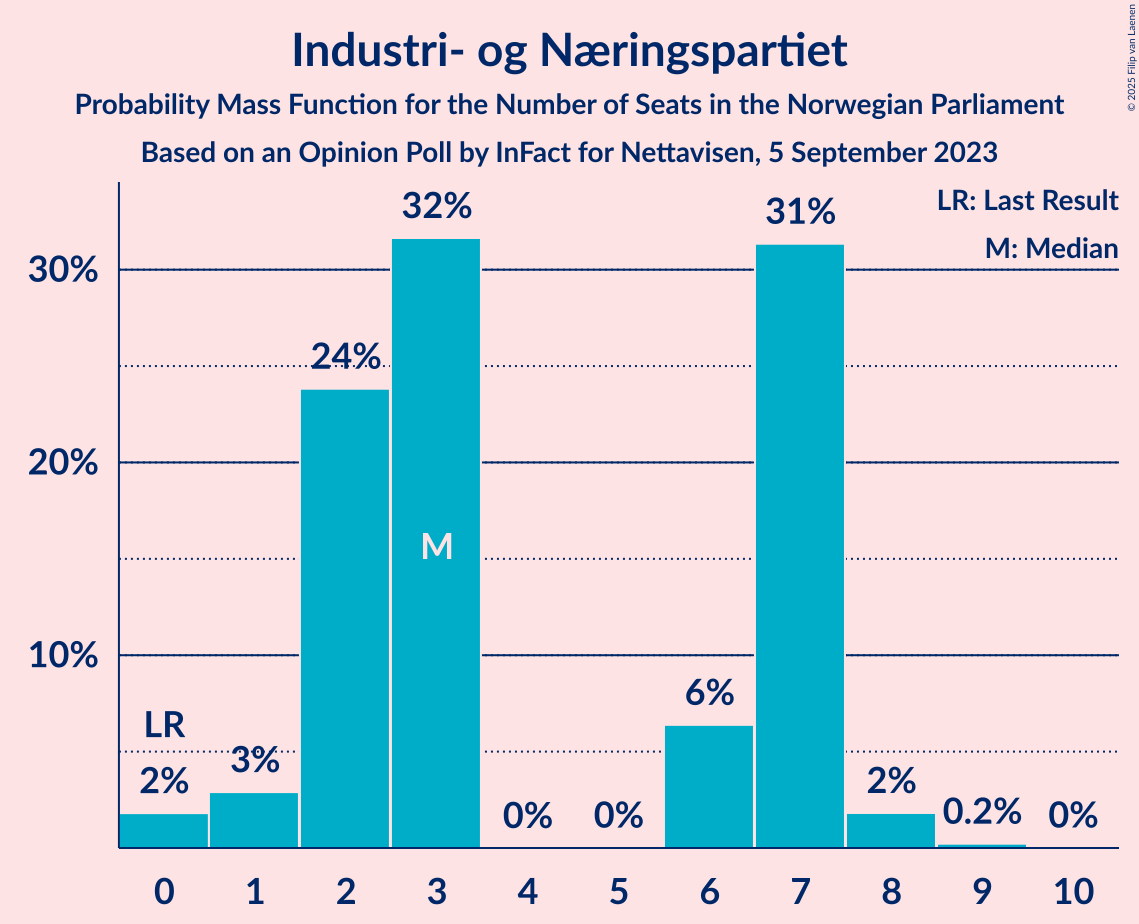 Industri- og Næringspartiet
Probability Mass Function for the Number of Seats in the Norwegian Parliament
Based on an Opinion Poll by InFact for Nettavisen, 5 September 2023
© 2025 Filip van Laenen
LR: Last Result
M: Median
30%
20%
10%
LR
2%
3%
24%
32%
M
0%
0%
6%
31%
2%
0.2%
0%
0 1 2 3 4 5 6 7 8 9 10